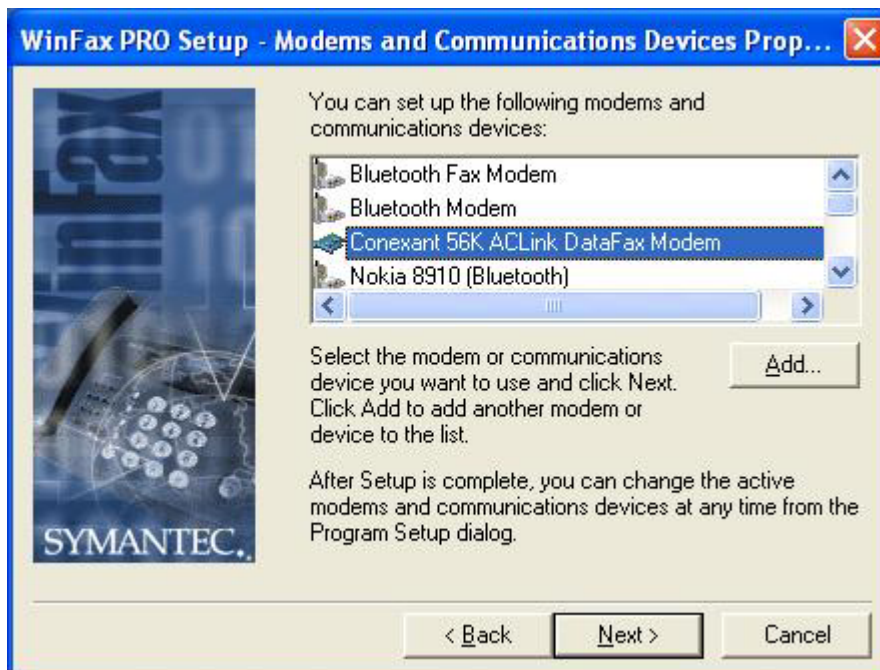 WinFax PRO Setup - Modems and Communications Devices Prop...
WinFax
You can set up the following modems and
communications devices:
Bluetooth Fax Modem
Bluetooth Modem
Conexant 56K ACLink DataFax Modem
Nokia 8910 (Bluetooth)
Select the modem or communications
device you want to use and click Next.
Click Add to add another modem or
device to the list.
Add...
After Setup is complete, you can change the active
modems and communications devices at any time from the
Program Setup dialog.
SYMANTEC.
< Back
Next >
Cancel